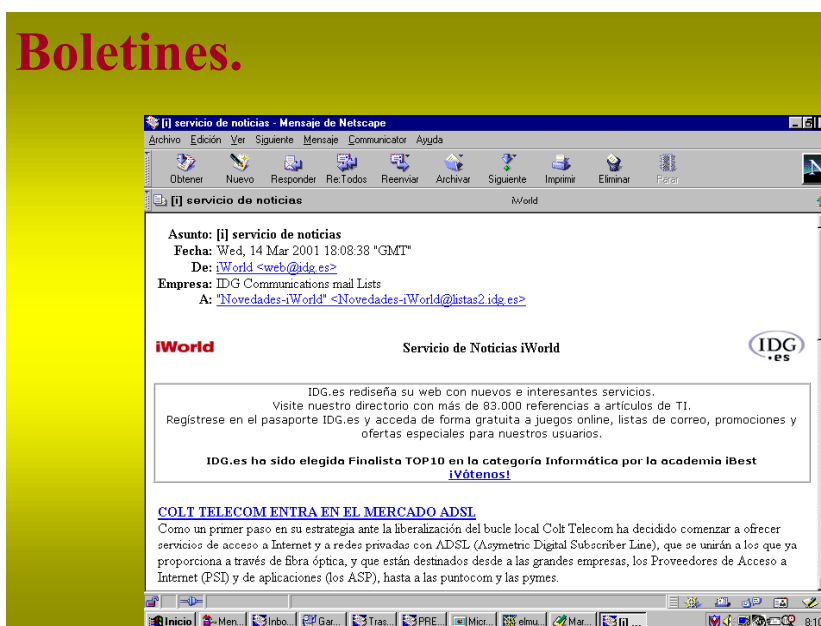 Boletines.
[i] servicio de noticias - Mensaje de Netscape
Archivo Edición Ver Siguiente Mensaje Communicator Ayuda
Obtener Nuevo Responder Re:Todos Reenviar Archivar Siguiente Imprimir Eliminar Parar
N
[i] servicio de noticias iWorld
Asunto: [i] servicio de noticias
Fecha: Wed, 14 Mar 2001 18:08:38 "GMT"
De: iWorld <web@idg.es>
Empresa: IDG Communications mail Lists
A: "Novedades-iWorld" <Novedades-iWorld@listas2.idg.es>
iWorld Servicio de Noticias iWorld IDG .es
IDG.es rediseña su web con nuevos e interesantes servicios.
Visite nuestro directorio con más de 83.000 referencias a artículos de TI.
Regístrese en el pasaporte IDG.es y acceda de forma gratuita a juegos online, listas de correo, promociones y
ofertas especiales para nuestros usuarios.
IDG.es ha sido elegida Finalista TOP10 en la categoría Informática por la academia iBest
¡Vótenos!
COLT TELECOM ENTRA EN EL MERCADO ADSL
Como un primer paso en su estrategia ante la liberalización del bucle local Colt Telecom ha decidido comenzar a ofrecer
servicios de acceso a Internet y a redes privadas con ADSL (Asymetric Digital Subscriber Line), que se unirán a los que ya
proporciona a través de fibra óptica, y que están destinados desde a las grandes empresas, los Proveedores de Acceso a
Internet (PSI) y de aplicaciones (los ASP), hasta a las puntocom y las pymes.
Inicio Men... Inbo... Gar... Tras... PRE... Micr... elmu... Mar... [i] ... 8:10